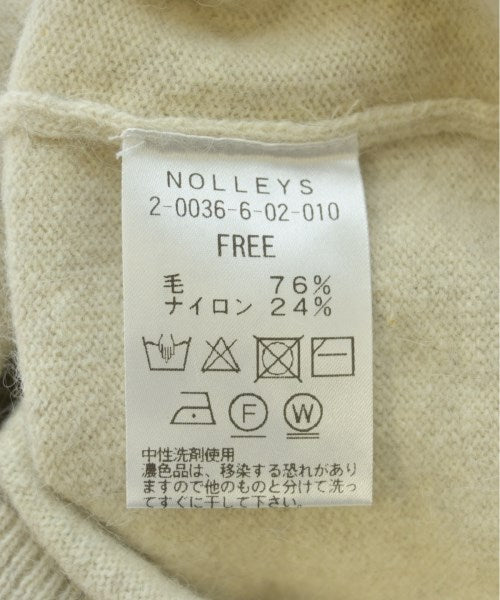 NOLLEYS
2-0036-6-02-010
FREE
毛 76%
ナイロン 24%
F W
中性洗剤使用
濃色品は、移染する恐れがあり
ますので他のものと分けて洗っ
てすぐに干して下さい。